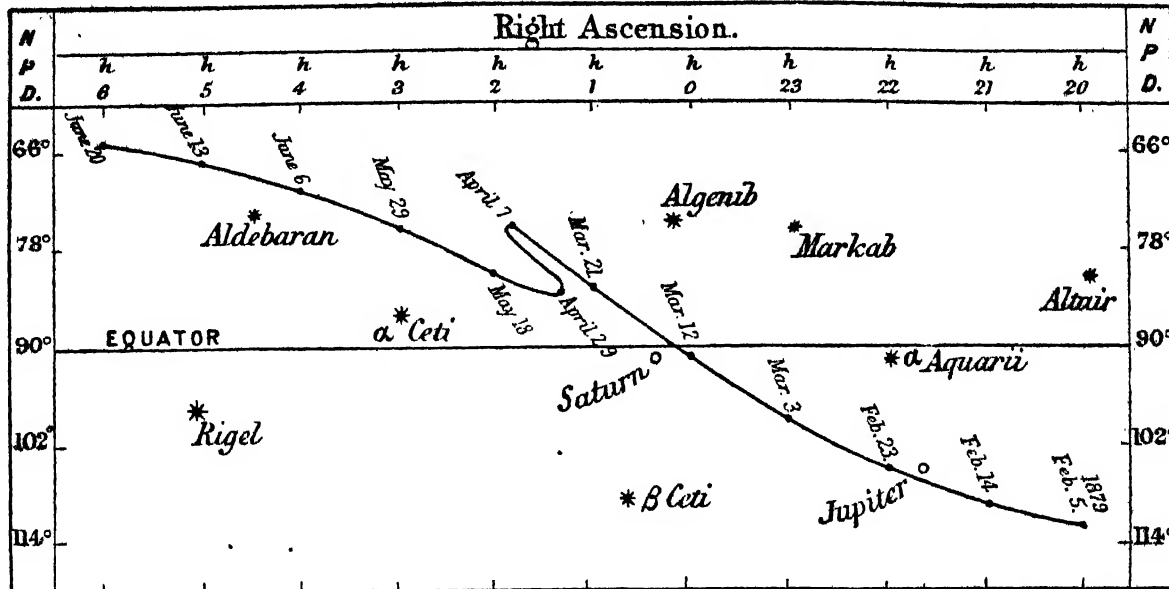 Right Ascension.
N P D.
h h h h h h h h h h h
6 5 4 3 2 1 0 23 22 21 20
N P D.
66°
78°
90°
102°
114°
66°
78°
90°
102°
114°
June 20
June 13
June 6
May 29
May 18
April 7
April 29
Mar. 21
Mar. 12
Mar. 3
Feb. 23
Feb. 14
Feb. 5.
1879
Algenib
Markab
Altair
Aldebaran
α Ceti
EQUATOR
Saturn
α Aquarii
Rigel
β Ceti
Jupiter